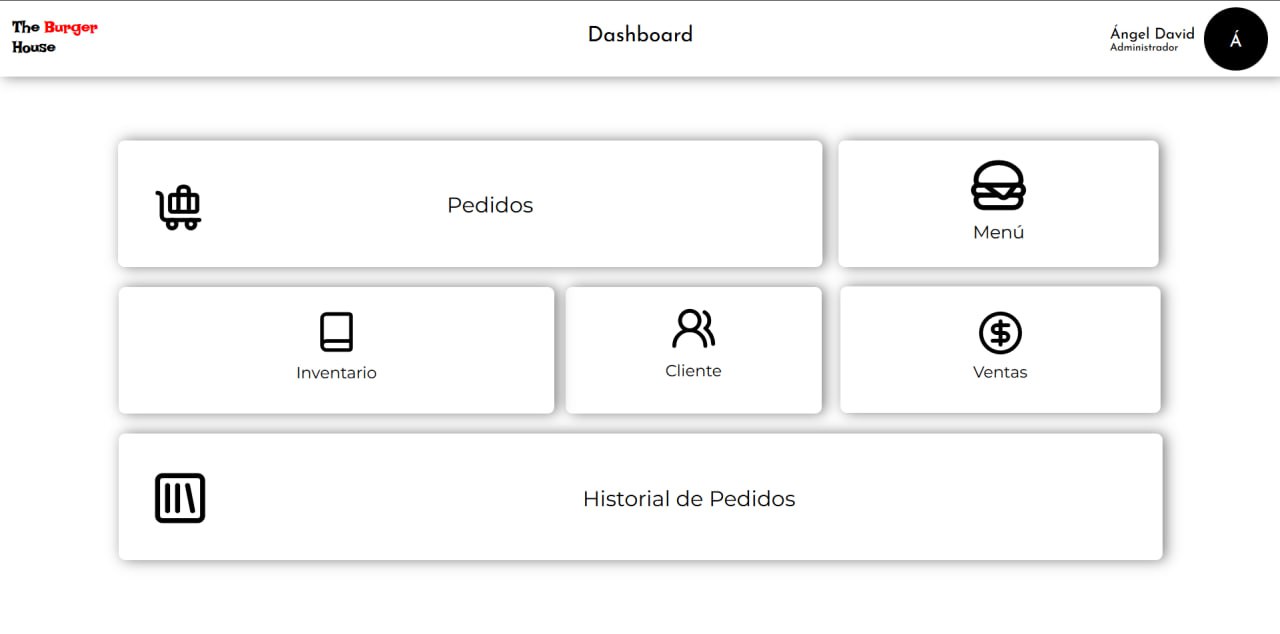 The Burger
House
Dashboard
Ángel David
Administrador
Á
Pedidos
Menú
Inventario
Cliente
Ventas
Historial de Pedidos